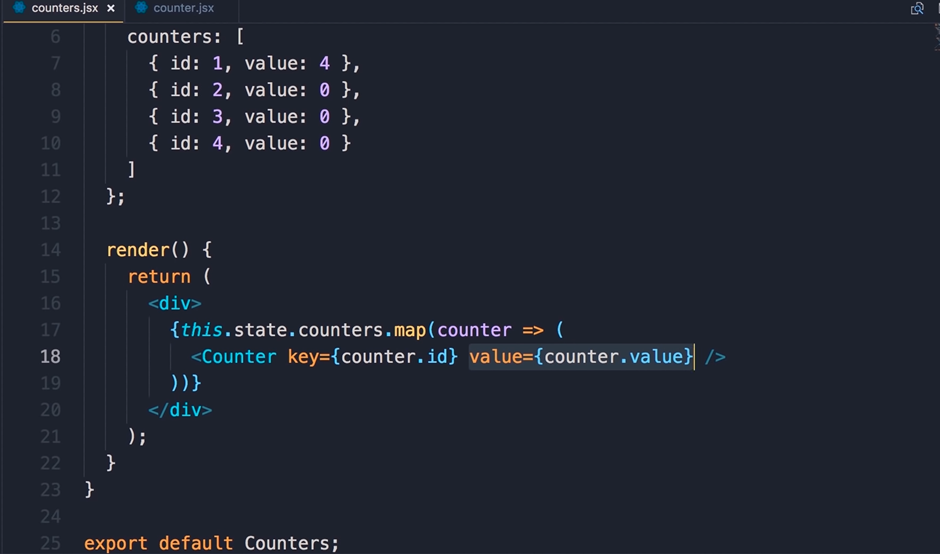 counters.jsx × counter.jsx
6 counters: [
7 { id: 1, value: 4 },
8 { id: 2, value: 0 },
9 { id: 3, value: 0 },
10 { id: 4, value: 0 }
11 ]
12 };
13
14 render() {
15 return (
16 <div>
17 {this.state.counters.map(counter => (
18 <Counter key={counter.id} value={counter.value} />
19 ))}
20 </div>
21 );
22 }
23 }
24
25 export default Counters;